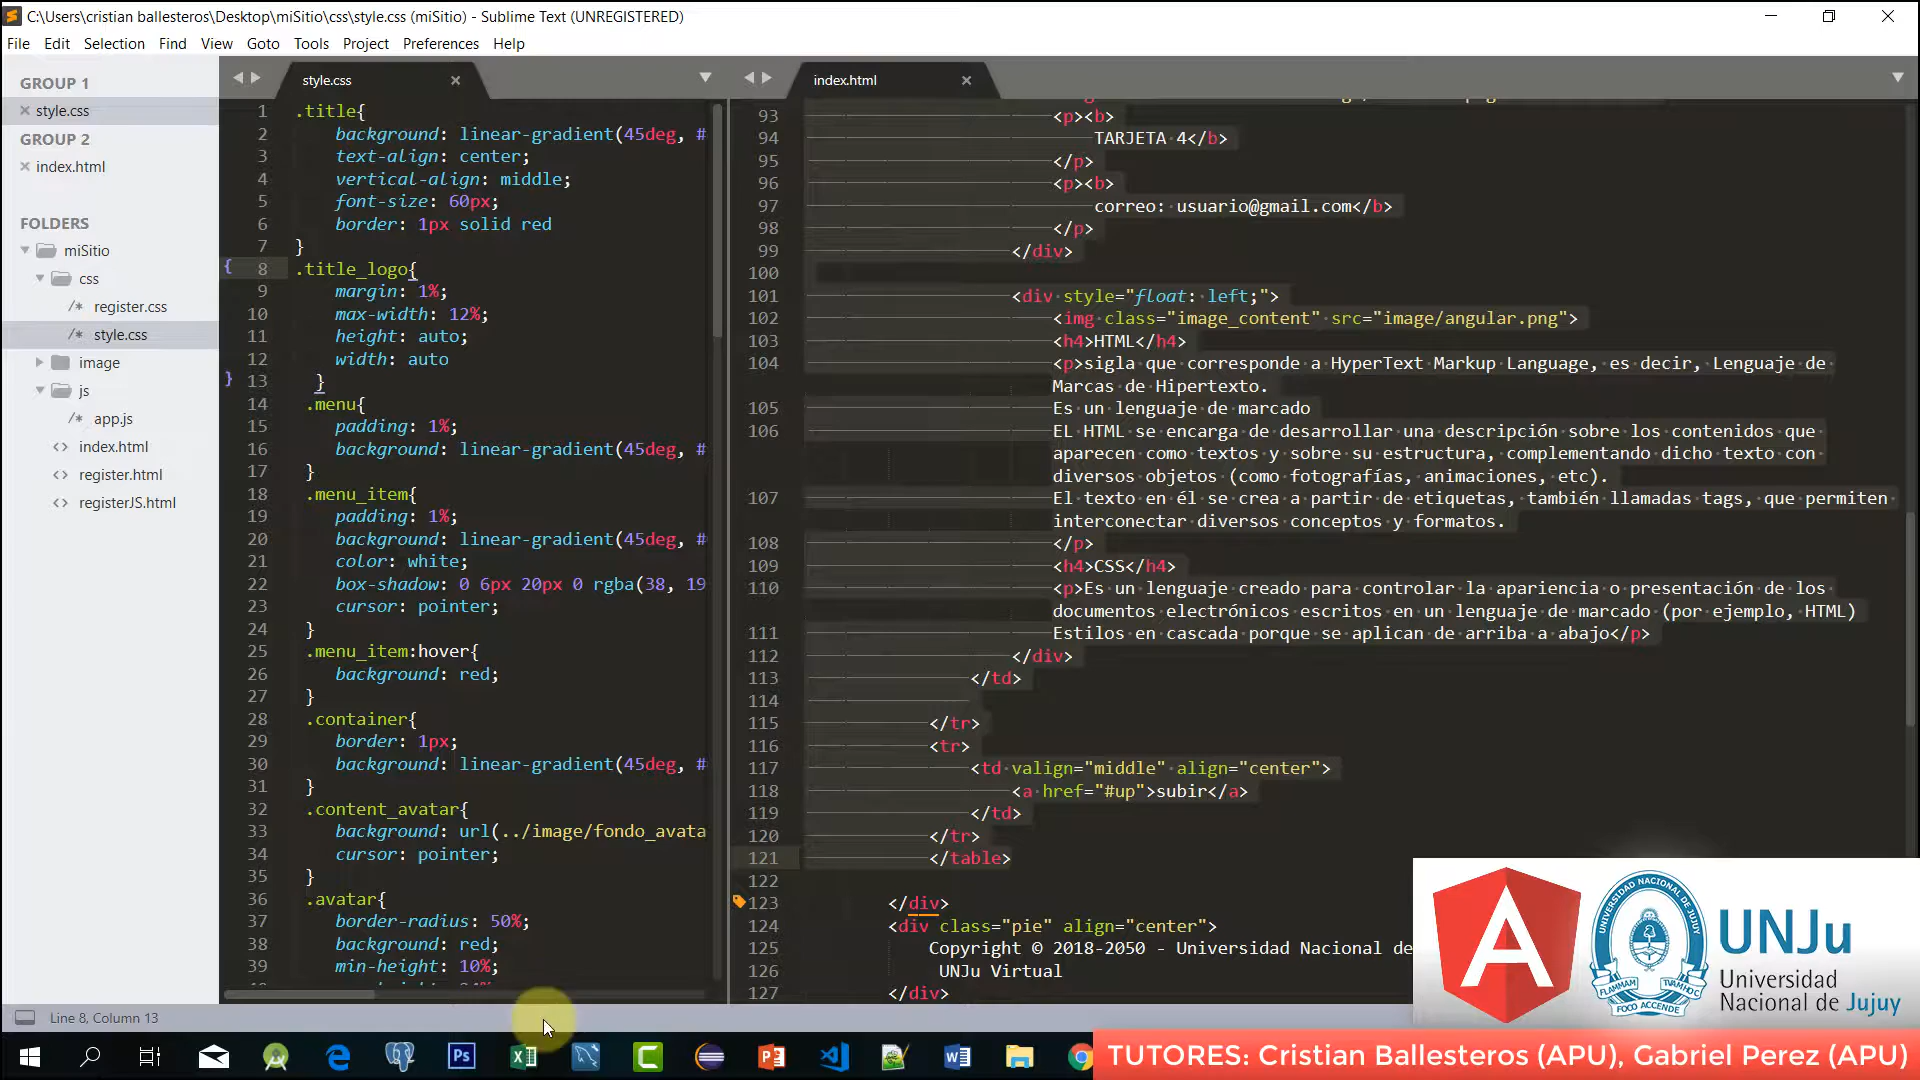 C:\Users\cristian ballesteros\Desktop\miSitio\css\style.css (miSitio) - Sublime Text (UNREGISTERED)
File Edit Selection Find View Goto Tools Project Preferences Help
GROUP 1
style.css
GROUP 2
index.html
FOLDERS
miSitio
css
/* register.css
/* style.css
image
js
/* app.js
<> index.html
<> register.html
<> registerJS.html
style.css
1 .title{
2 background: linear-gradient(45deg, #
3 text-align: center;
4 vertical-align: middle;
5 font-size: 60px;
6 border: 1px solid red
7 }
8 .title_logo{
9 margin: 1%;
10 max-width: 12%;
11 height: auto;
12 width: auto
13 }
14 .menu{
15 padding: 1%;
16 background: linear-gradient(45deg, #
17 }
18 .menu_item{
19 padding: 1%;
20 background: linear-gradient(45deg, #
21 color: white;
22 box-shadow: 0 6px 20px 0 rgba(38, 19
23 cursor: pointer;
24 }
25 .menu_item:hover{
26 background: red;
27 }
28 .container{
29 border: 1px;
30 background: linear-gradient(45deg, #
31 }
32 .content_avatar{
33 background: url(../image/fondo_avata
34 cursor: pointer;
35 }
36 .avatar{
37 border-radius: 50%;
38 background: red;
39 min-height: 10%;
index.html
93 <p><b>
94 TARJETA 4</b>
95 </p>
96 <p><b>
97 correo: usuario@gmail.com</b>
98 </p>
99 </div>
100
101 <div style="float: left;">
102 <img class="image_content" src="image/angular.png">
103 <h4>HTML</h4>
104 <p>sigla que corresponde a HyperText Markup Language, es decir, Lenguaje de
Marcas de Hipertexto.
105 Es un lenguaje de marcado
106 EL HTML se encarga de desarrollar una descripción sobre los contenidos que
aparecen como textos y sobre su estructura, complementando dicho texto con
diversos objetos (como fotografías, animaciones, etc).
107 El texto en él se crea a partir de etiquetas, también llamadas tags, que permiten
interconectar diversos conceptos y formatos.
108 </p>
109 <h4>CSS</h4>
110 <p>Es un lenguaje creado para controlar la apariencia o presentación de los
documentos electrónicos escritos en un lenguaje de marcado (por ejemplo, HTML)
111 Estilos en cascada porque se aplican de arriba a abajo</p>
112 </div>
113 </td>
114
115 </tr>
116 <tr>
117 <td valign="middle" align="center">
118 <a href="#up">subir</a>
119 </td>
120 </tr>
121 </table>
122
123 </div>
124 <div class="pie" align="center">
125 Copyright © 2018-2050 - Universidad Nacional de
126 UNJu Virtual
127 </div>
UNIVERSIDAD NACIONAL DE JUJUY
UNJu
Universidad
Nacional de Jujuy
Line 8, Column 13
TUTORES: Cristian Ballesteros (APU), Gabriel Perez (APU)